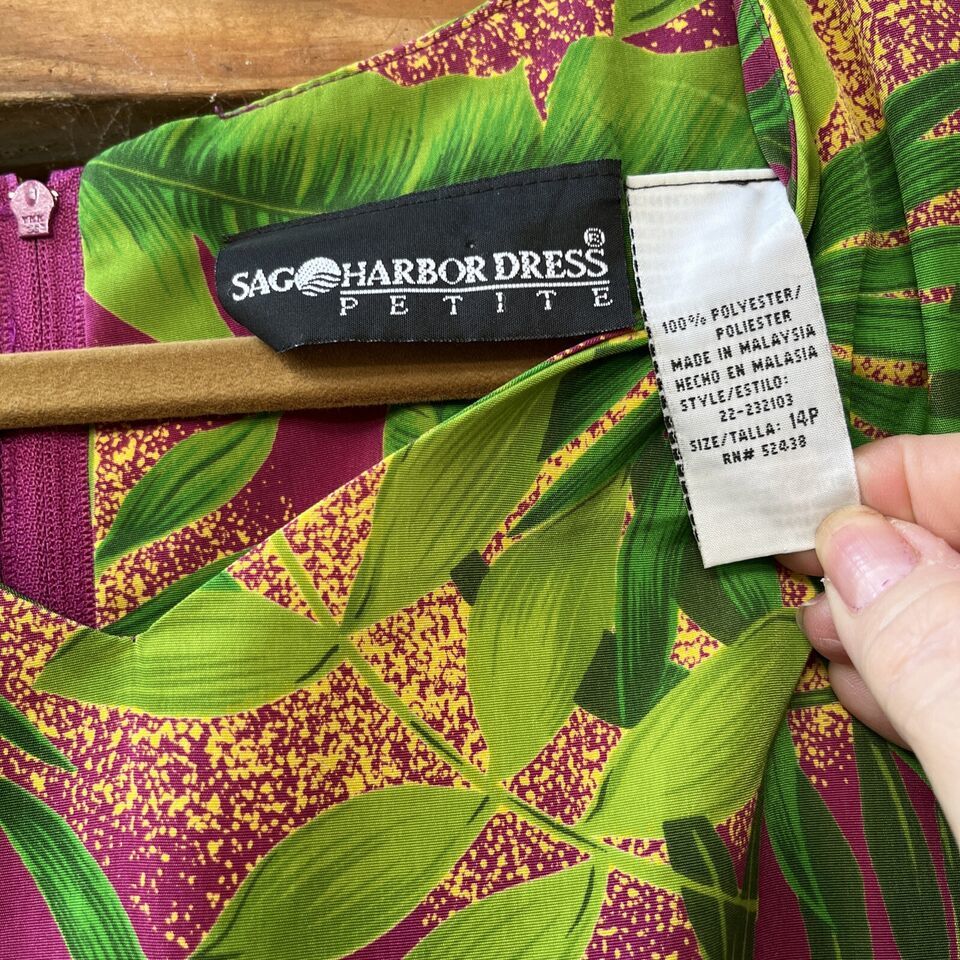 YKK
SAG HARBOR DRESS®
PETITE
100% POLYESTER/
POLIESTER
MADE IN MALAYSIA
HECHO EN MALASIA
STYLE/ESTILO:
22-232103
SIZE/TALLA: 14P
RN# 52438